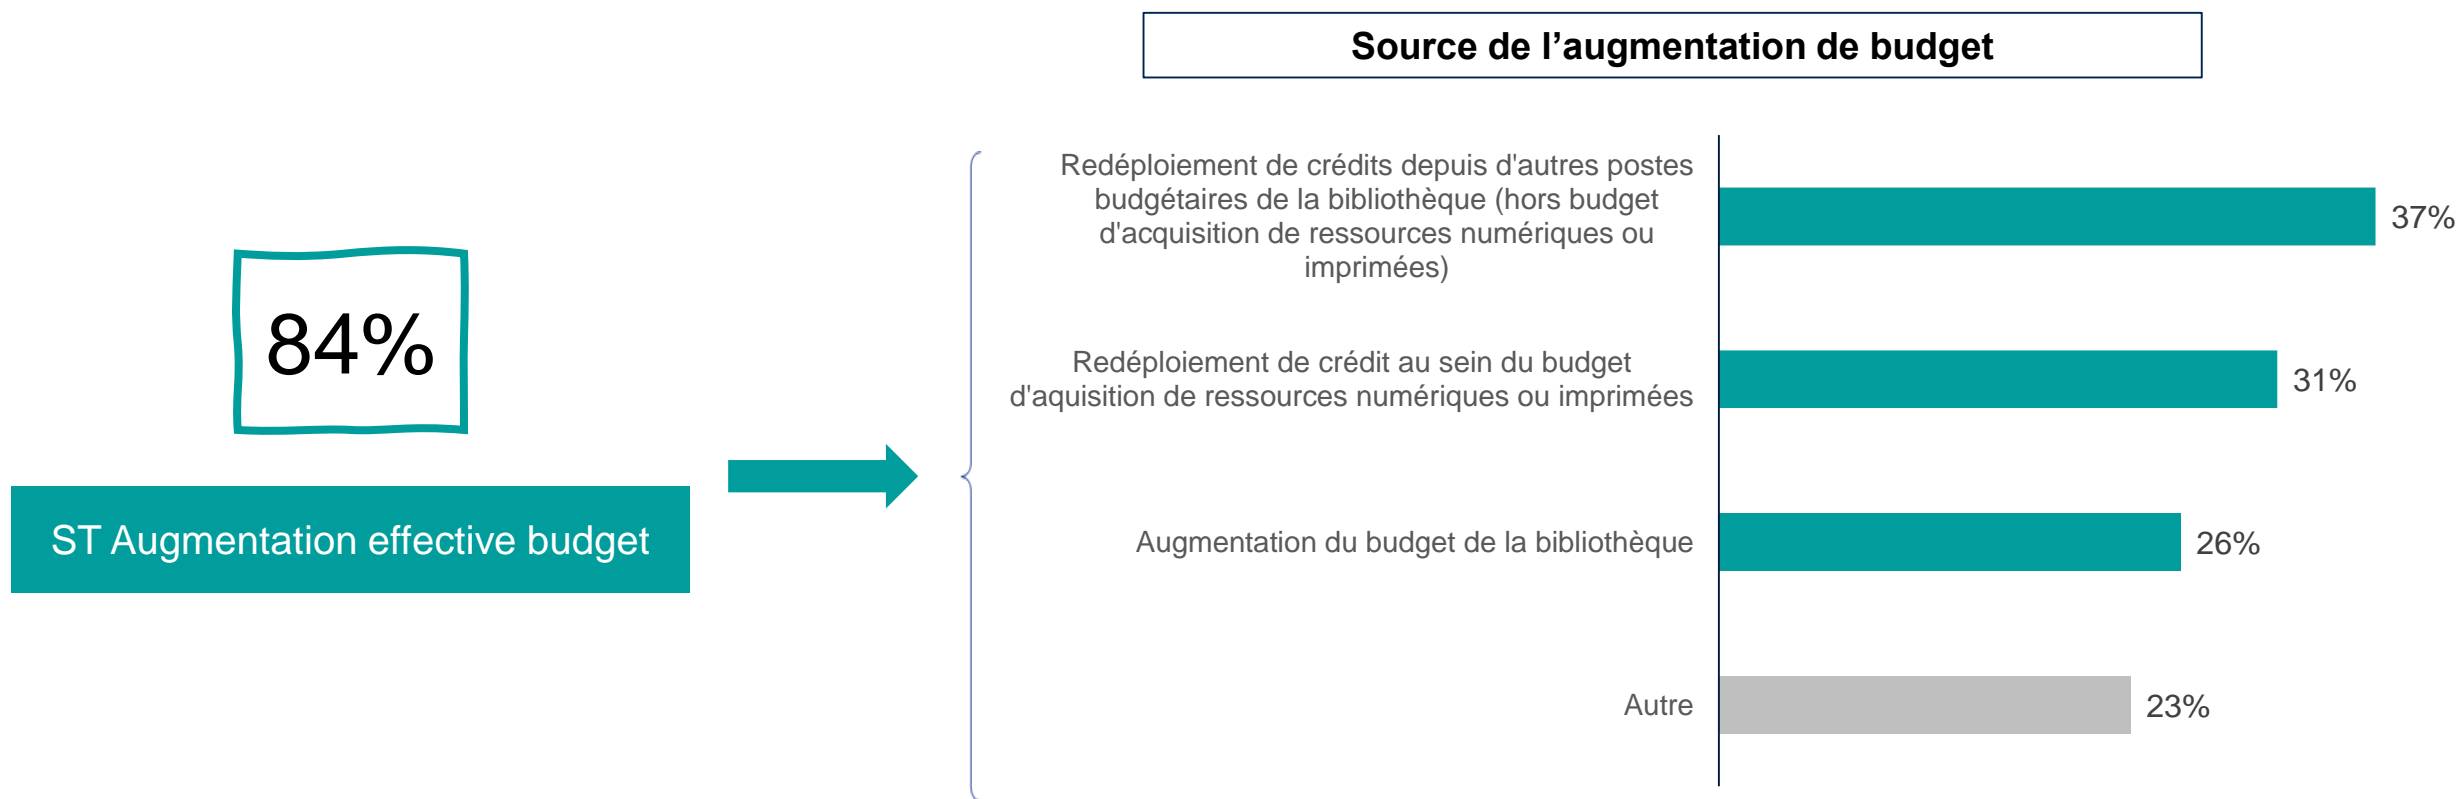 Source de l’augmentation de budget
84%
ST Augmentation effective budget
Redéploiement de crédits depuis d'autres postes
budgétaires de la bibliothèque (hors budget
d'acquisition de ressources numériques ou
imprimées)
37%
Redéploiement de crédit au sein du budget
d'aquisition de ressources numériques ou imprimées
31%
Augmentation du budget de la bibliothèque
26%
Autre
23%